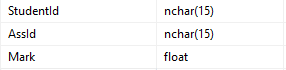 StudentId nchar(15)
AssId nchar(15)
Mark float